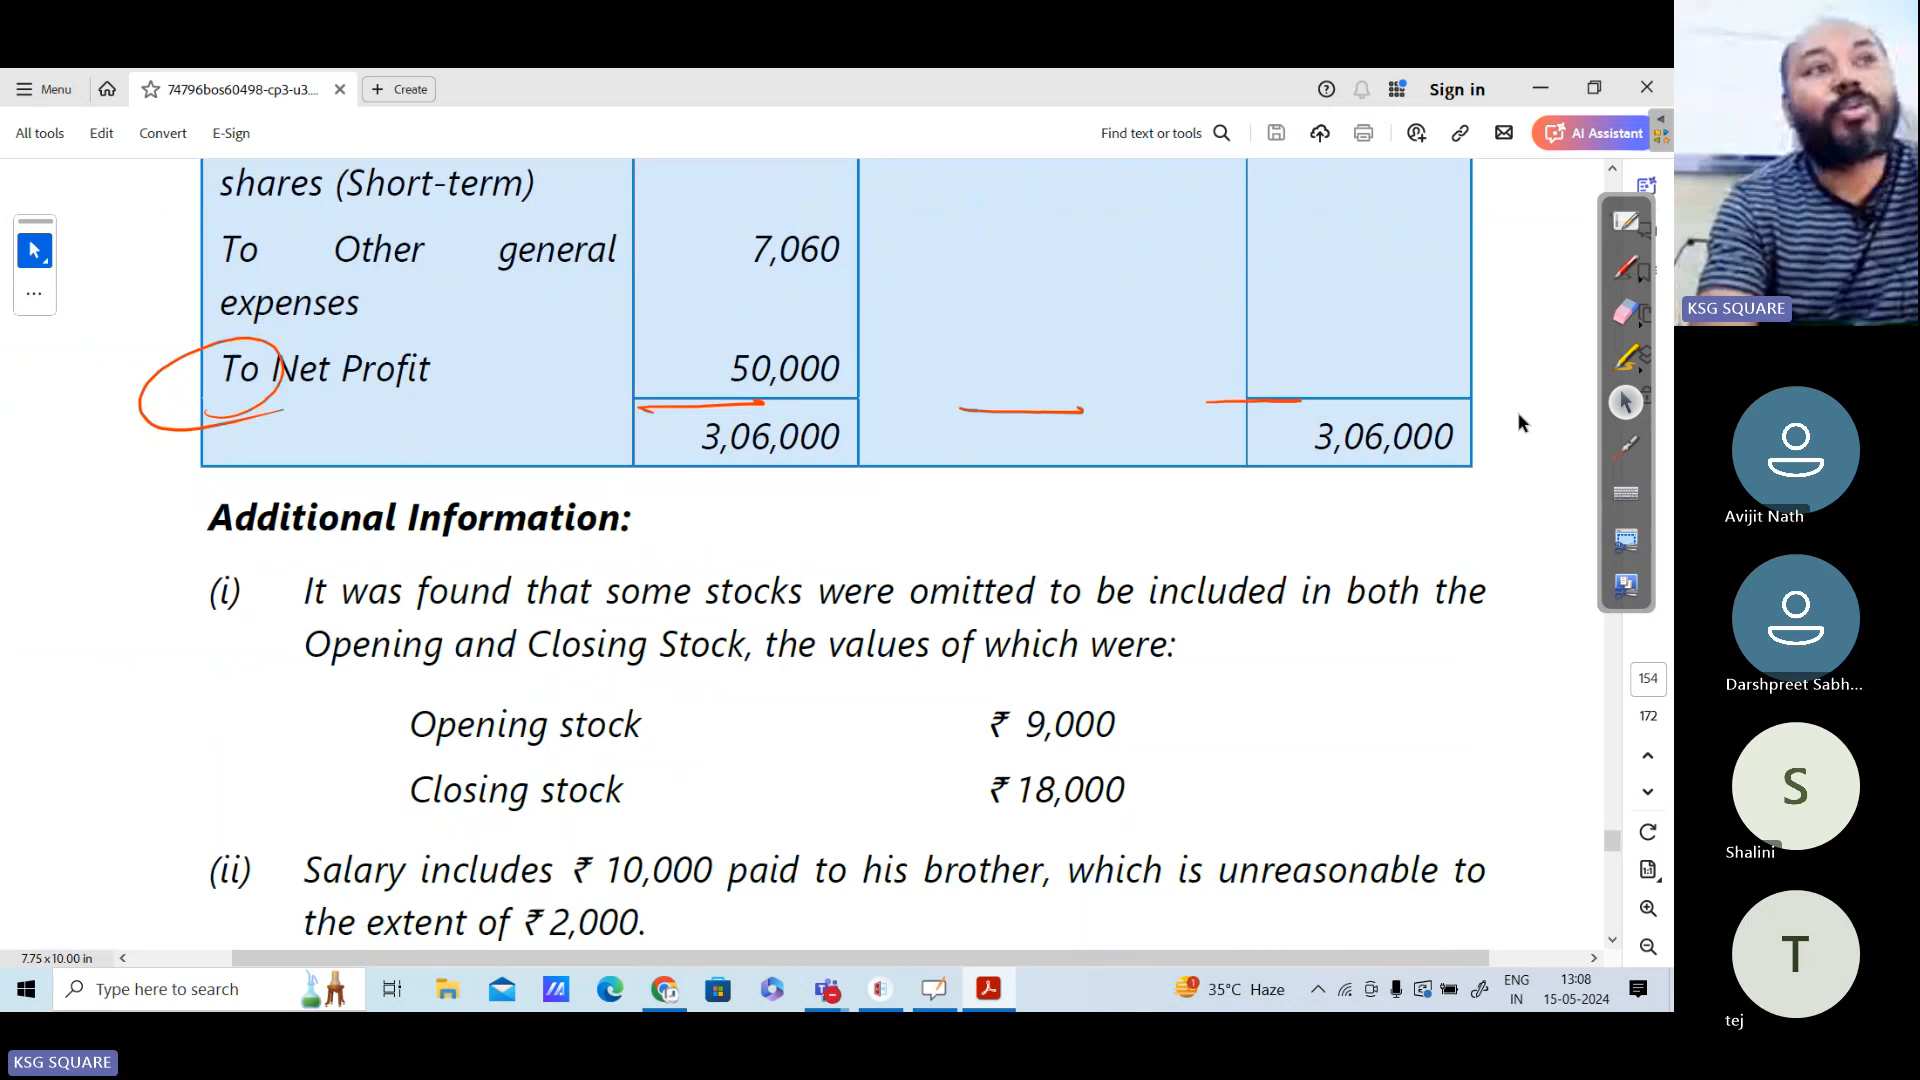 Menu
74796bos60498-cp3-u3....
Create
Sign in
All tools
Edit
Convert
E-Sign
Find text or tools
AI Assistant
shares (Short-term)
To Other general 7,060
expenses
To Net Profit 50,000
3,06,000 3,06,000
Additional Information:
(i) It was found that some stocks were omitted to be included in both the
Opening and Closing Stock, the values of which were:
Opening stock ₹ 9,000
Closing stock ₹ 18,000
(ii) Salary includes ₹ 10,000 paid to his brother, which is unreasonable to
the extent of ₹ 2,000.
154
172
7.75 x 10.00 in
Type here to search
35°C Haze
ENG
IN
13:08
15-05-2024
KSG SQUARE
Avijit Nath
Darshpreet Sabh...
S
Shalini
T
tej
KSG SQUARE